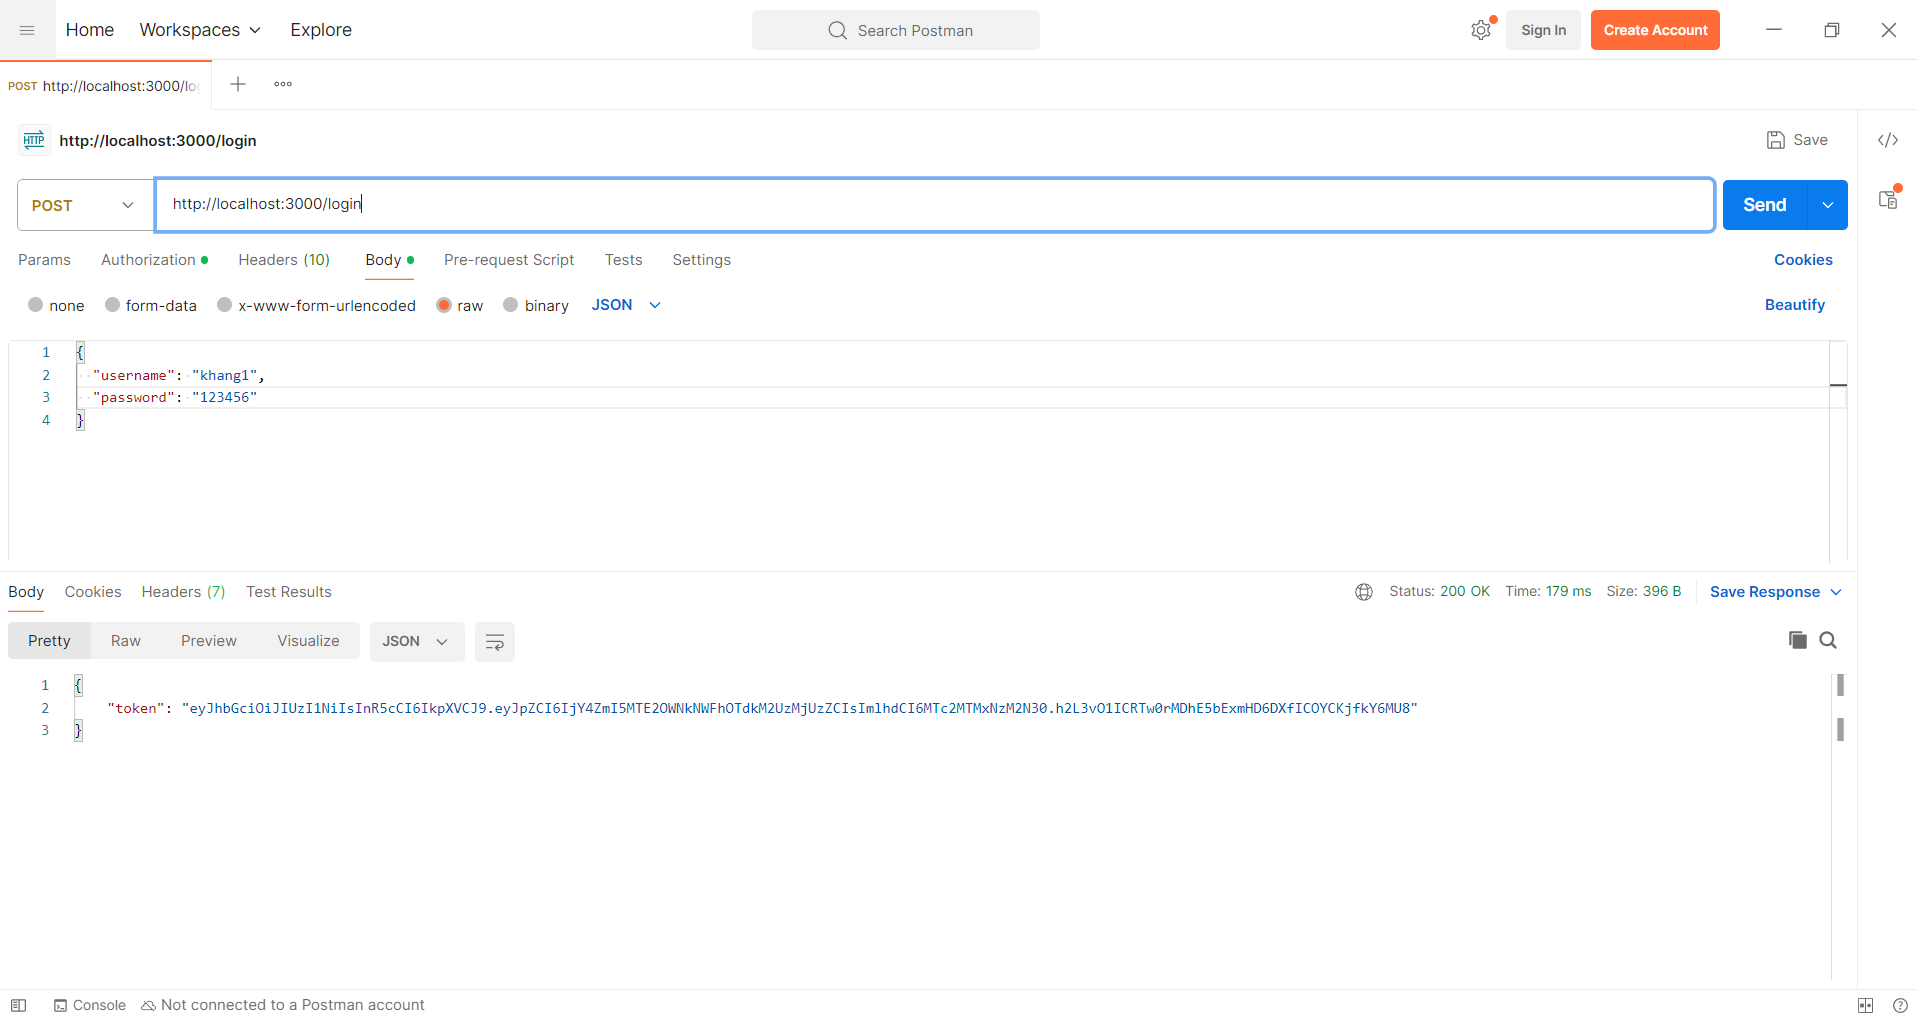 Home Workspaces Explore Search Postman Sign In Create Account
POST http://localhost:3000/lo
HTTP http://localhost:3000/login Save
POST http://localhost:3000/login Send
Params Authorization Headers (10) Body Pre-request Script Tests Settings Cookies
none form-data x-www-form-urlencoded raw binary JSON Beautify
1 {
2 "username": "khang1",
3 "password": "123456"
4 }
Body Cookies Headers (7) Test Results Status: 200 OK Time: 179 ms Size: 396 B Save Response
Pretty Raw Preview Visualize JSON
1 {
2 "token": "eyJhbGciOiJIUzI1NiIsInR5cCI6IkpXVCJ9.eyJpZCI6IjY4ZmI5MTE2OWNkNWFhOTdkM2UzMjUzZCIsImlhdCI6MTc2MTMxNzM2N30.h2L3vO1ICRTw0rMDhE5bExmHD6DXfICOYCKjfkY6MU8"
3 }
Console Not connected to a Postman account